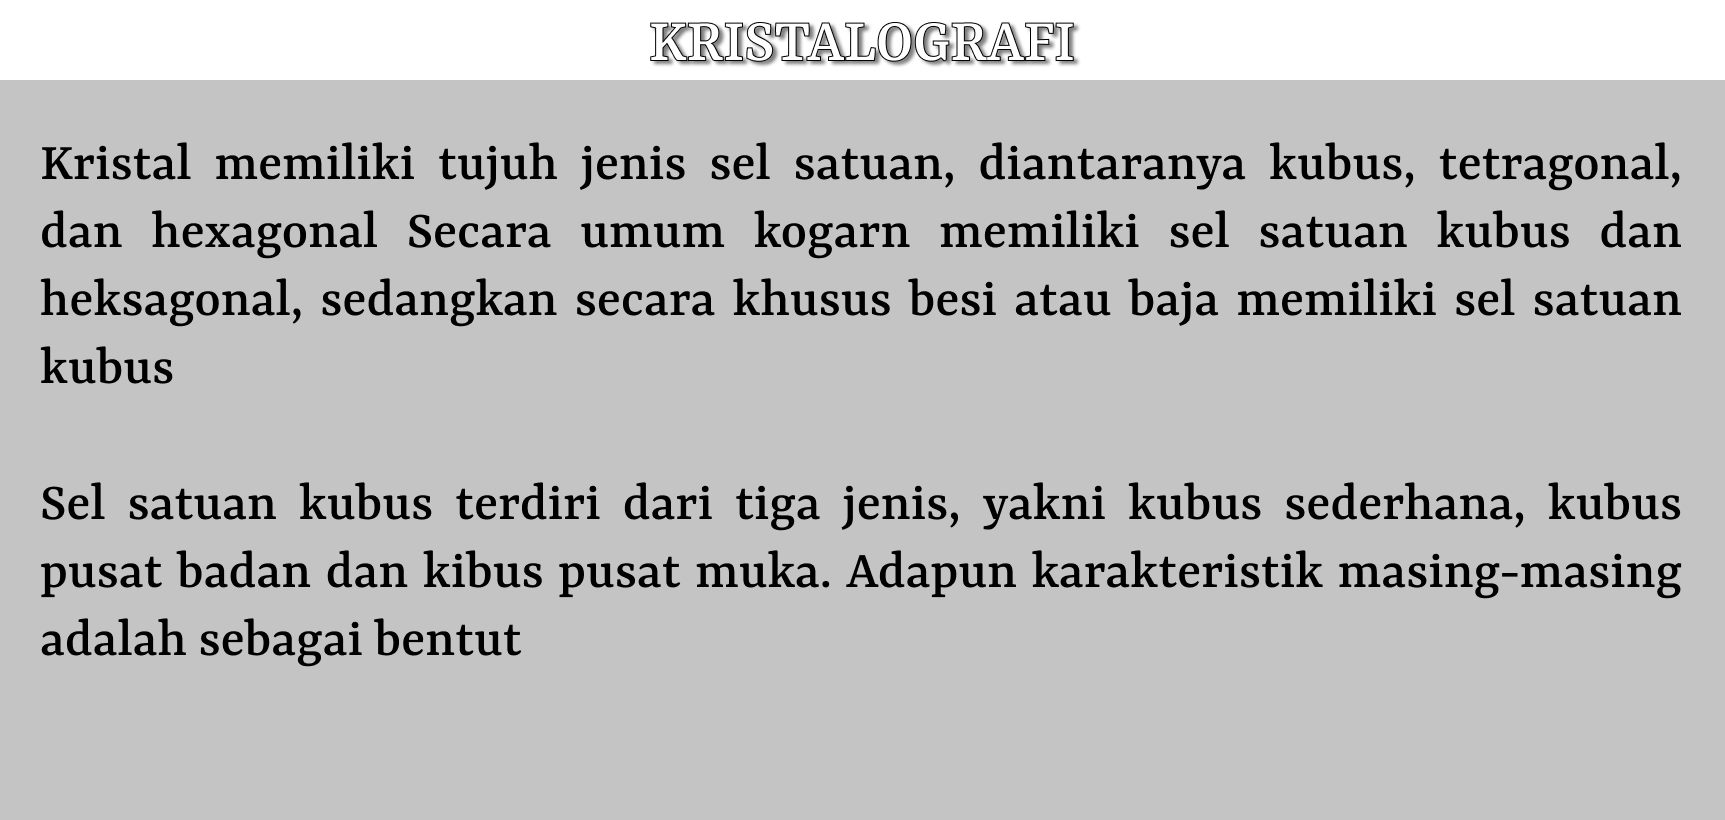 KRISTALOGRAFI
Kristal memiliki tujuh jenis sel satuan, diantaranya kubus, tetragonal,
dan hexagonal Secara umum kogarn memiliki sel satuan kubus dan
heksagonal, sedangkan secara khusus besi atau baja memiliki sel satuan
kubus
Sel satuan kubus terdiri dari tiga jenis, yakni kubus sederhana, kubus
pusat badan dan kibus pusat muka. Adapun karakteristik masing-masing
adalah sebagai bentut